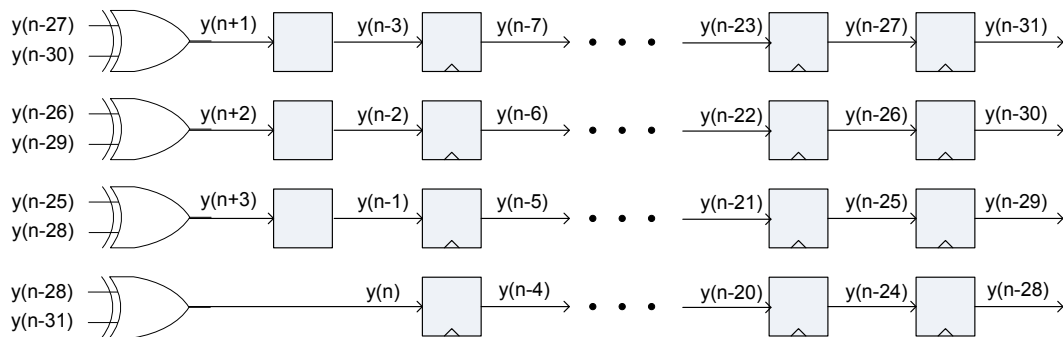 y(n-27) y(n+1) y(n-3) y(n-7) y(n-23) y(n-27) y(n-31)
y(n-30)
y(n-26) y(n+2) y(n-2) y(n-6) y(n-22) y(n-26) y(n-30)
y(n-29)
y(n-25) y(n+3) y(n-1) y(n-5) y(n-21) y(n-25) y(n-29)
y(n-28)
y(n-28) y(n) y(n-4) y(n-20) y(n-24) y(n-28)
y(n-31)